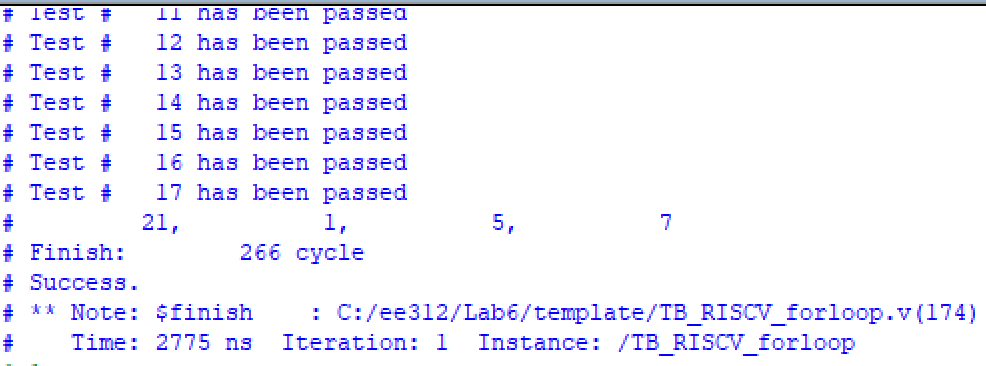 # Test #    11 has been passed
# Test #    12 has been passed
# Test #    13 has been passed
# Test #    14 has been passed
# Test #    15 has been passed
# Test #    16 has been passed
# Test #    17 has been passed
#          21,          1,          5,          7
# Finish:        266 cycle
# Success.
# ** Note: $finish    : C:/ee312/Lab6/template/TB_RISCV_forloop.v(174)
#    Time: 2775 ns  Iteration: 1  Instance: /TB_RISCV_forloop